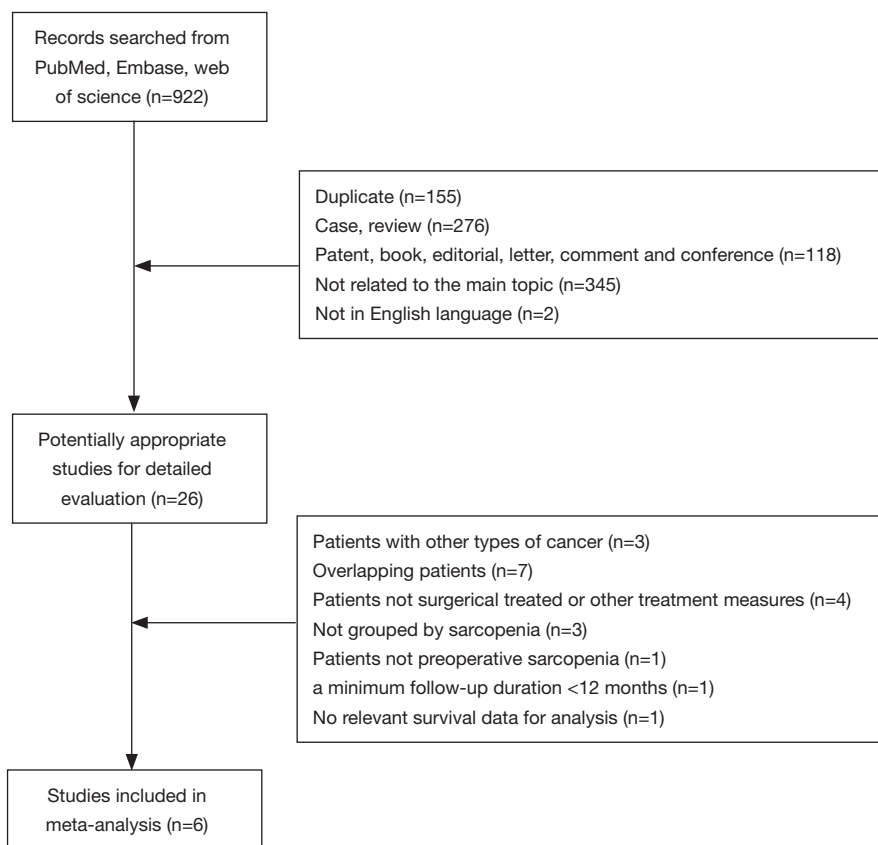 Records searched from
PubMed, Embase, web
of science (n=922)
Duplicate (n=155)
Case, review (n=276)
Patent, book, editorial, letter, comment and conference (n=118)
Not related to the main topic (n=345)
Not in English language (n=2)
Potentially appropriate
studies for detailed
evaluation (n=26)
Patients with other types of cancer (n=3)
Overlapping patients (n=7)
Patients not surgerical treated or other treatment measures (n=4)
Not grouped by sarcopenia (n=3)
Patients not preoperative sarcopenia (n=1)
a minimum follow-up duration <12 months (n=1)
No relevant survival data for analysis (n=1)
Studies included in
meta-analysis (n=6)